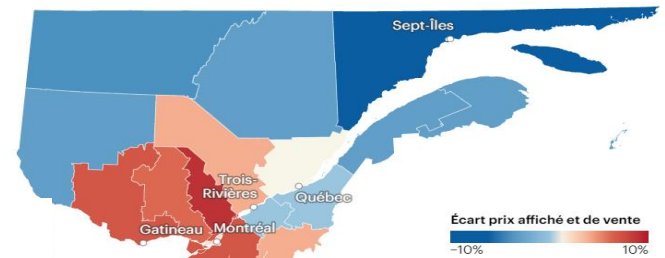 Sept-Îles
Trois-
Rivières
Québec
Gatineau
Montréal
Écart prix affiché et de vente
–10%
10%